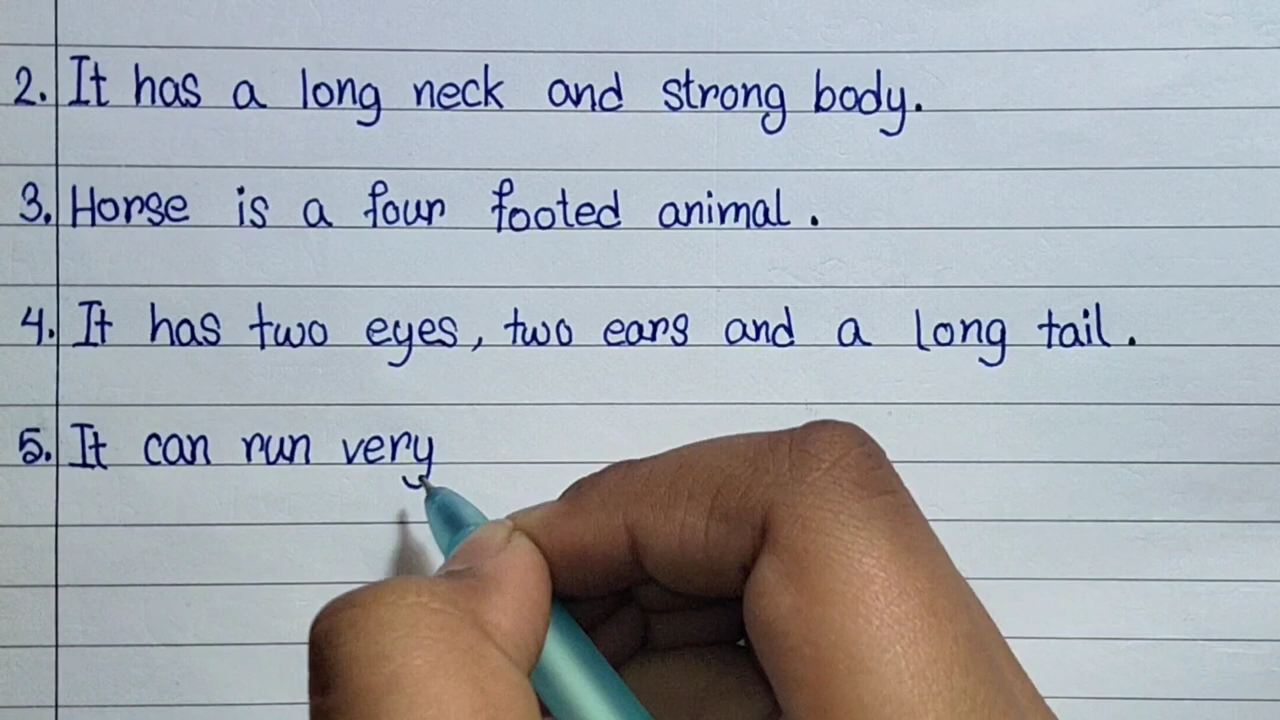 2. It has a long neck and strong body.
3. Horse is a four footed animal.
4. It has two eyes, two ears and a long tail.
5. It can run very